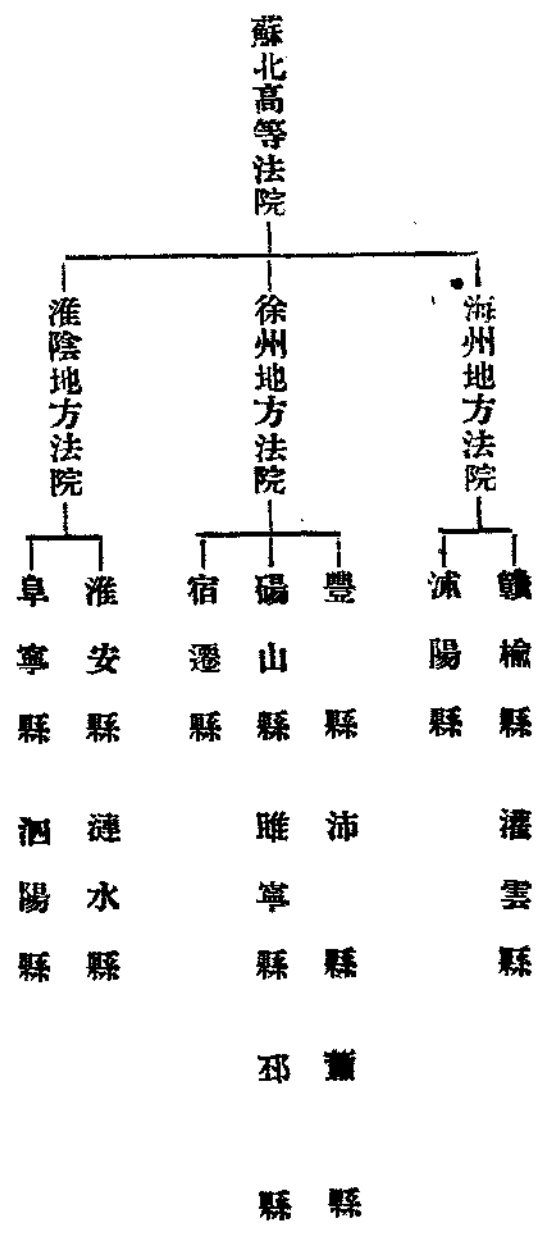 蘇北高等法院
海州地方法院
贛榆縣 灌雲縣
沭陽縣
徐州地方法院
豐縣 沛縣 蕭縣
碭山縣 睢寧縣 邳縣
宿遷縣
淮陰地方法院
淮安縣 漣水縣
阜寧縣 泗陽縣